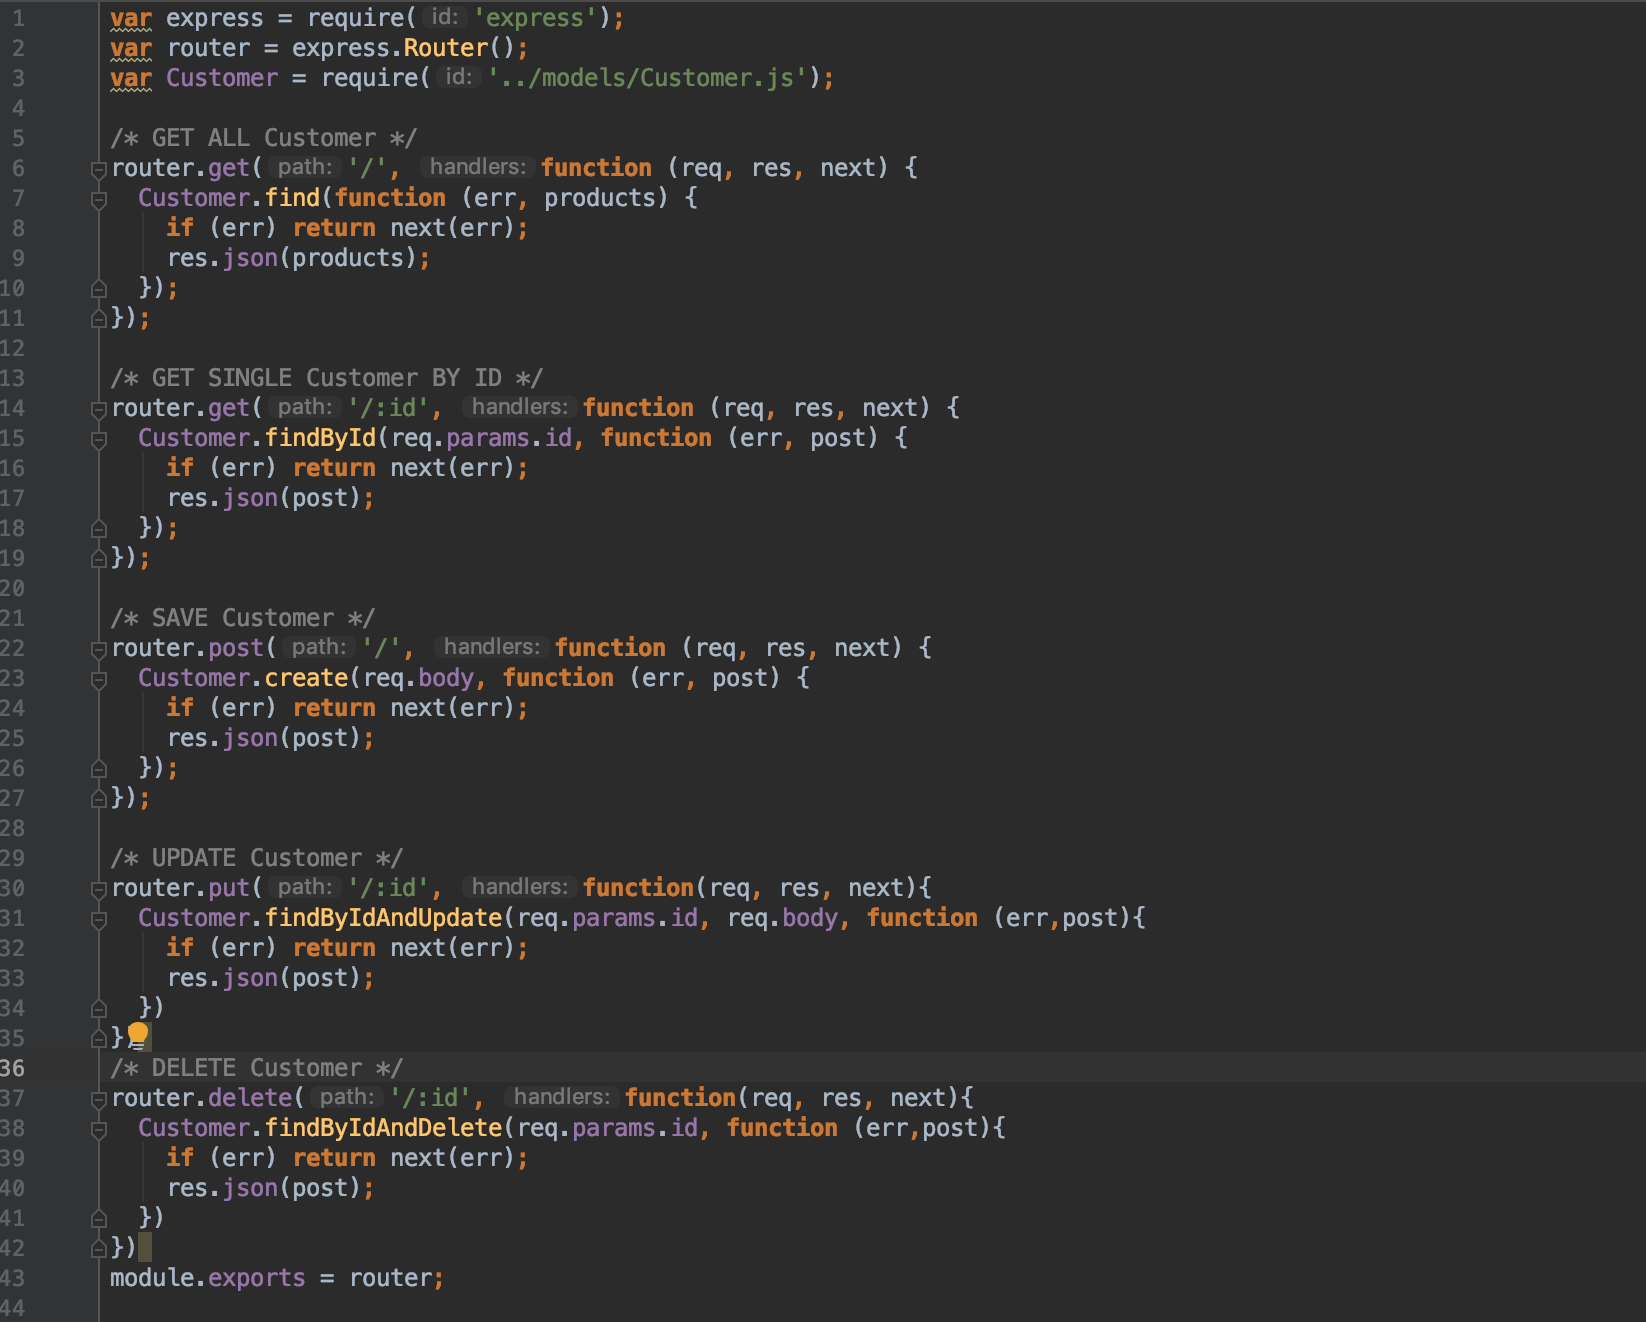 1 var express = require( id: 'express');
2 var router = express.Router();
3 var Customer = require( id: '../models/Customer.js');
4
5 /* GET ALL Customer */
6 router.get( path: '/', handlers: function (req, res, next) {
7   Customer.find(function (err, products) {
8     if (err) return next(err);
9     res.json(products);
10   });
11 });
12
13 /* GET SINGLE Customer BY ID */
14 router.get( path: '/:id', handlers: function (req, res, next) {
15   Customer.findById(req.params.id, function (err, post) {
16     if (err) return next(err);
17     res.json(post);
18   });
19 });
20
21 /* SAVE Customer */
22 router.post( path: '/', handlers: function (req, res, next) {
23   Customer.create(req.body, function (err, post) {
24     if (err) return next(err);
25     res.json(post);
26   });
27 });
28
29 /* UPDATE Customer */
30 router.put( path: '/:id', handlers: function(req, res, next){
31   Customer.findByIdAndUpdate(req.params.id, req.body, function (err,post){
32     if (err) return next(err);
33     res.json(post);
34   })
35 }
36 /* DELETE Customer */
37 router.delete( path: '/:id', handlers: function(req, res, next){
38   Customer.findByIdAndDelete(req.params.id, function (err,post){
39     if (err) return next(err);
40     res.json(post);
41   })
42 })
43 module.exports = router;
44